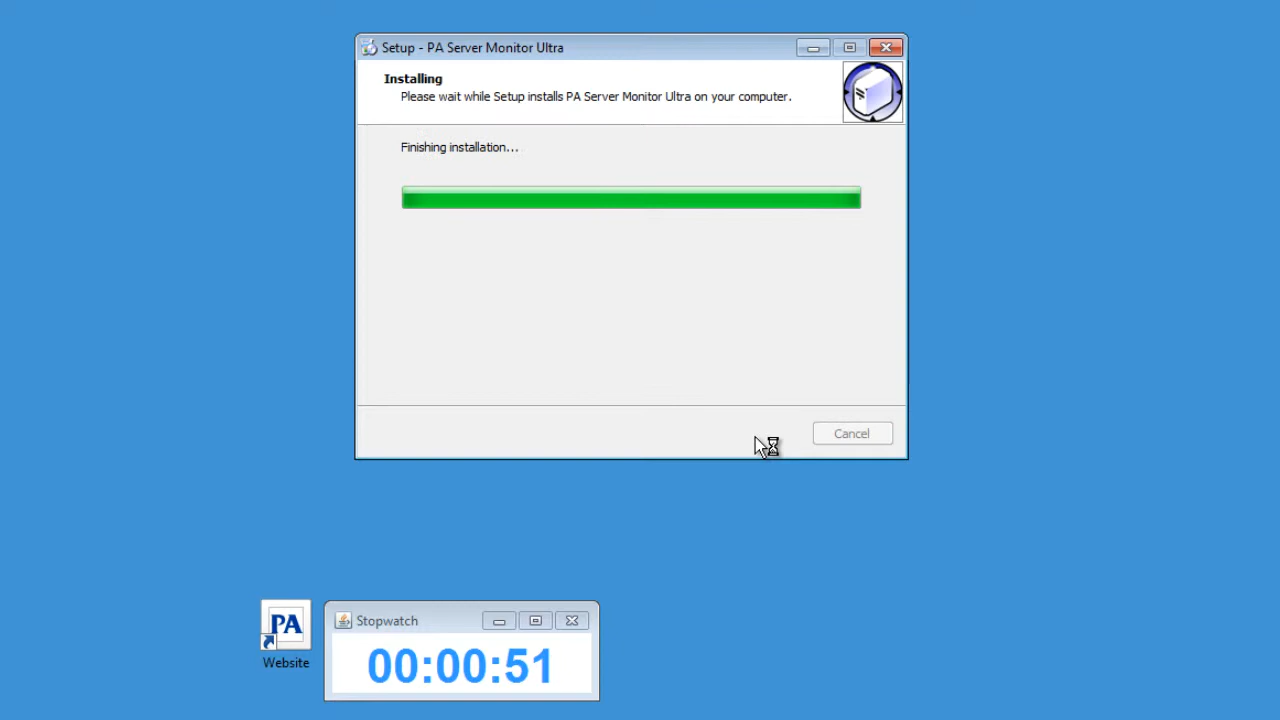 Setup - PA Server Monitor Ultra
Installing
Please wait while Setup installs PA Server Monitor Ultra on your computer.
Finishing installation...
Cancel
PA
Website
Stopwatch
00:00:51